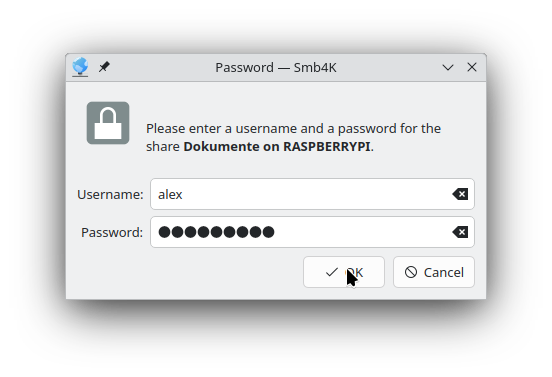 Password — Smb4K
Please enter a username and a password for the
share Dokumente on RASPBERRYPI.
Username: alex
Password: ●●●●●●●●●
OK Cancel